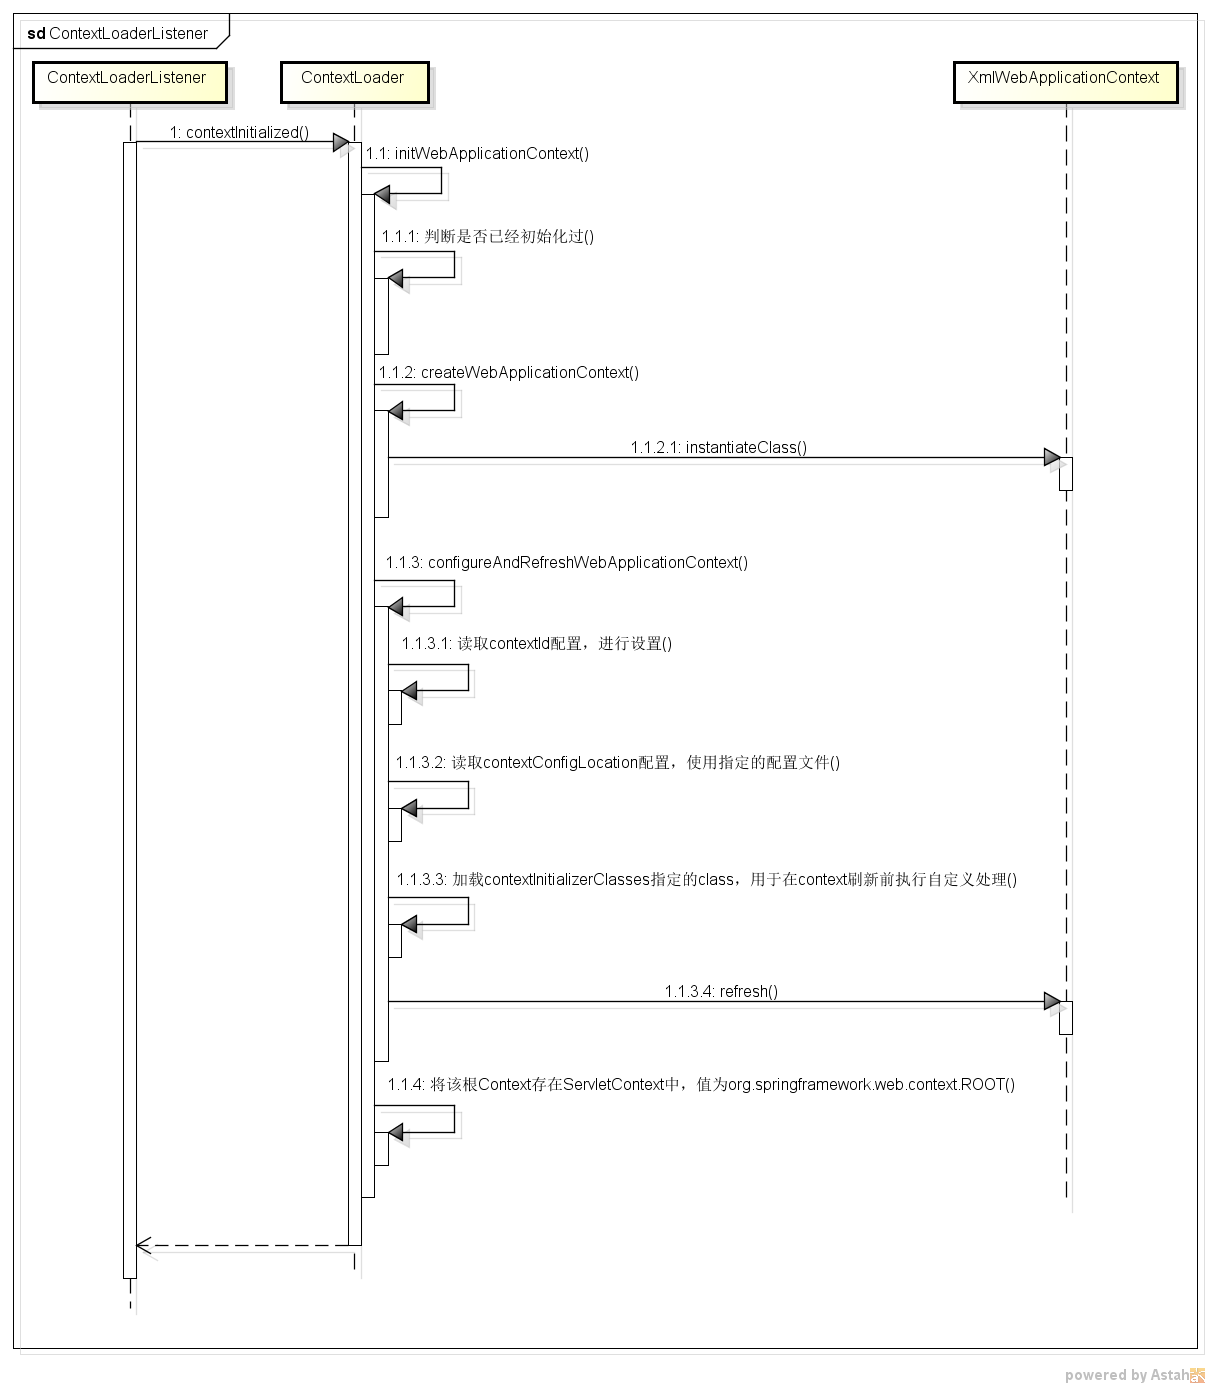 sd ContextLoaderListener
ContextLoaderListener
ContextLoader
XmlWebApplicationContext
1: contextInitialized()
1.1: initWebApplicationContext()
1.1.1: 判断是否已经初始化过()
1.1.2: createWebApplicationContext()
1.1.2.1: instantiateClass()
1.1.3: configureAndRefreshWebApplicationContext()
1.1.3.1: 读取contextId配置，进行设置()
1.1.3.2: 读取contextConfigLocation配置，使用指定的配置文件()
1.1.3.3: 加载contextInitializerClasses指定的class，用于在context刷新前执行自定义处理()
1.1.3.4: refresh()
1.1.4: 将该根Context存在ServletContext中，值为org.springframework.web.context.ROOT()
powered by Astah